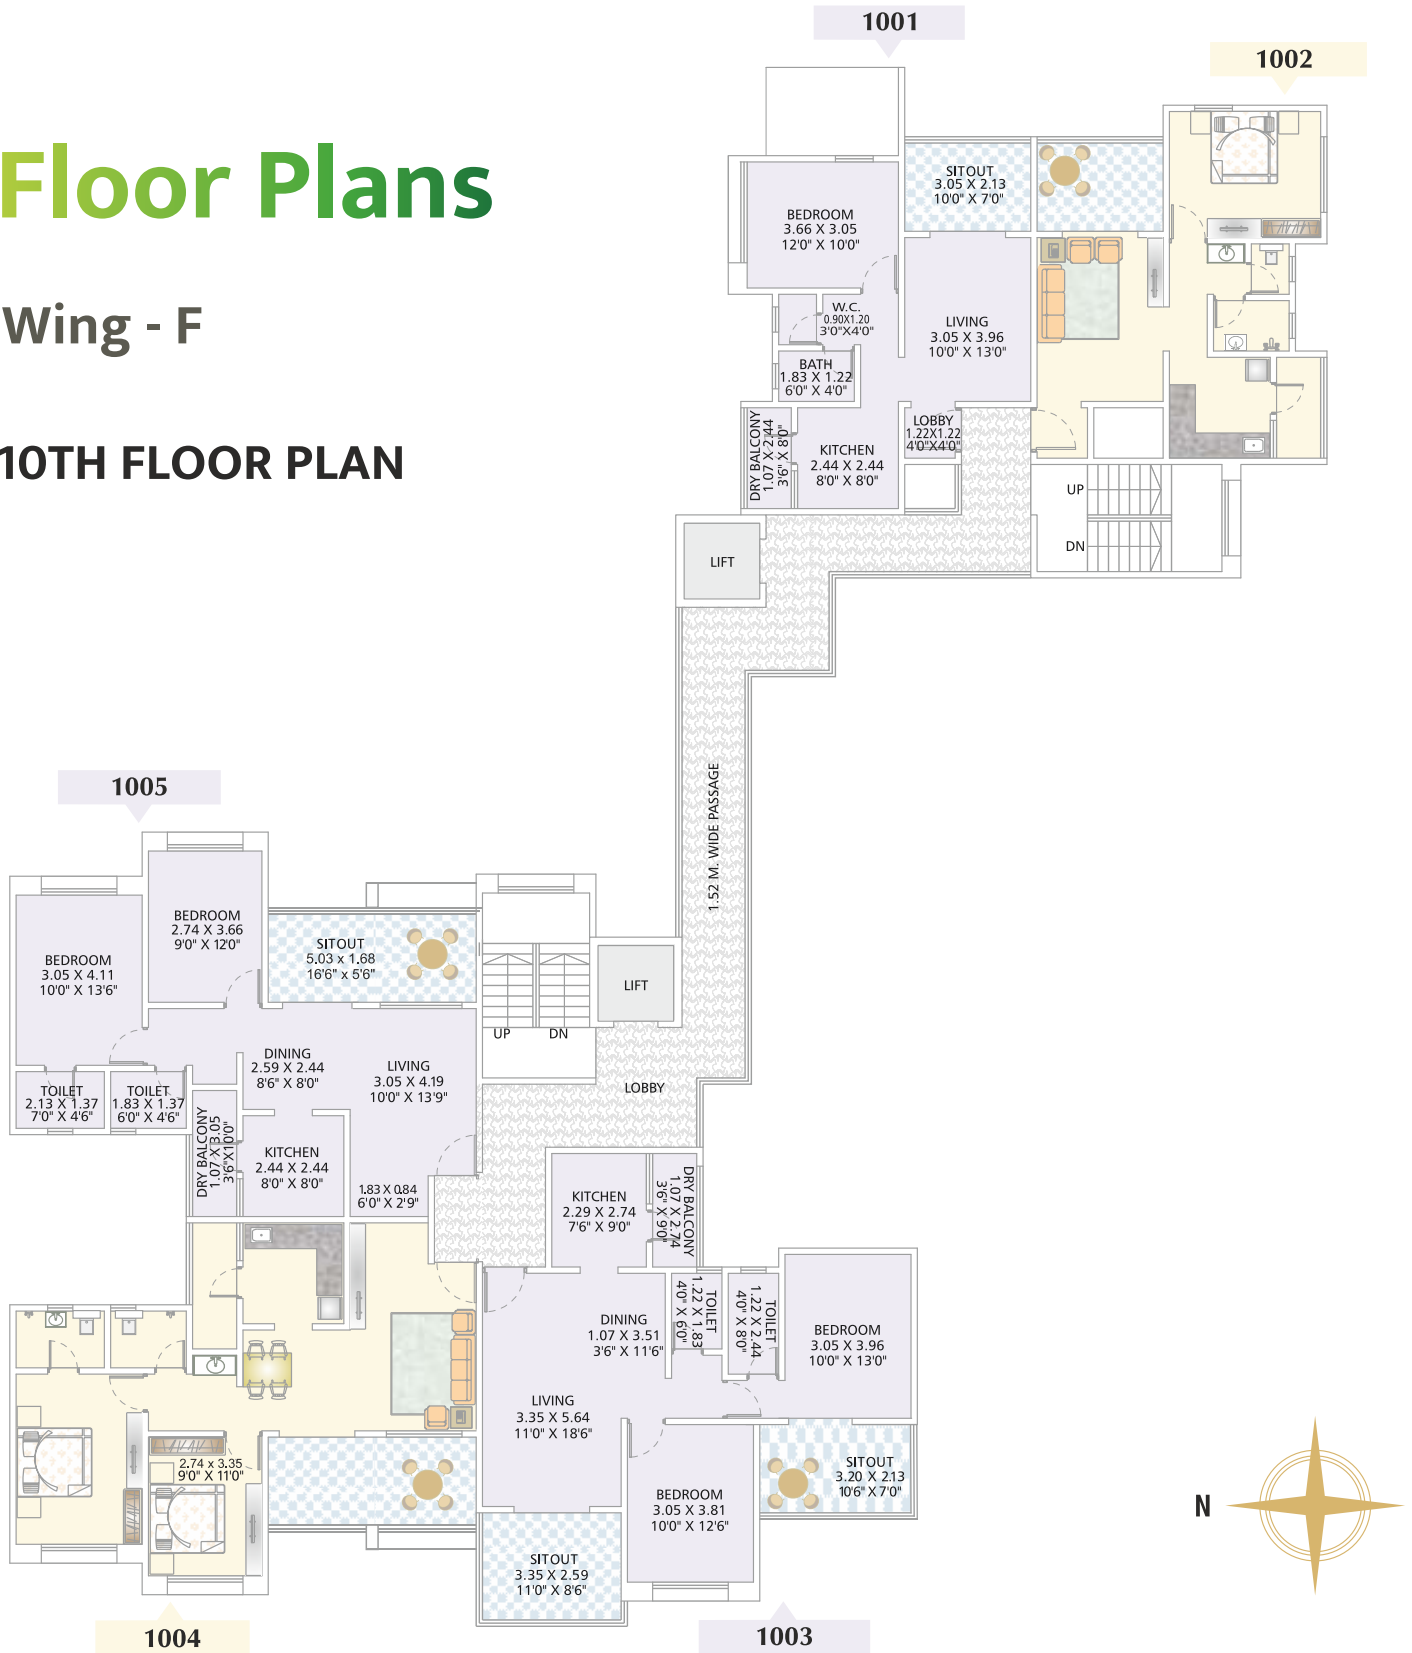 Floor Plans
Wing - F
10TH FLOOR PLAN
1001
1002
SITOUT
3.05 X 2.13
10'0" X 7'0"
BEDROOM
3.66 X 3.05
12'0" X 10'0"
W.C.
0.90X1.20
3'0"X4'0"
LIVING
3.05 X 3.96
10'0" X 13'0"
BATH
1.83 X 1.22
6'0" X 4'0"
DRY BALCONY
1.07 X 2.44
3'6" X 8'0"
KITCHEN
2.44 X 2.44
8'0" X 8'0"
LOBBY
1.22X1.22
4'0"X4'0"
UP
DN
LIFT
1.52 M. WIDE PASSAGE
1005
BEDROOM
2.74 X 3.66
9'0" X 12'0"
BEDROOM
3.05 X 4.11
10'0" X 13'6"
SITOUT
5.03 x 1.68
16'6" x 5'6"
LIFT
UP
DN
DINING
2.59 X 2.44
8'6" X 8'0"
LIVING
3.05 X 4.19
10'0" X 13'9"
LOBBY
TOILET
2.13 X 1.37
7'0" X 4'6"
TOILET
1.83 X 1.37
6'0" X 4'6"
DRY BALCONY
1.07 X 3.05
3'6"X10'0"
KITCHEN
2.44 X 2.44
8'0" X 8'0"
1.83 X 0.84
6'0" X 2'9"
KITCHEN
2.29 X 2.74
7'6" X 9'0"
DRY BALCONY
1.07 X 2.74
3'6" X 9'0"
TOILET
1.22 X 1.83
4'0" X 6'0"
TOILET
1.22 X 2.44
4'0" X 8'0"
DINING
1.07 X 3.51
3'6" X 11'6"
BEDROOM
3.05 X 3.96
10'0" X 13'0"
LIVING
3.35 X 5.64
11'0" X 18'6"
2.74 x 3.35
9'0" X 11'0"
BEDROOM
3.05 X 3.81
10'0" X 12'6"
SITOUT
3.20 X 2.13
10'6" X 7'0"
SITOUT
3.35 X 2.59
11'0" X 8'6"
N
1004
1003